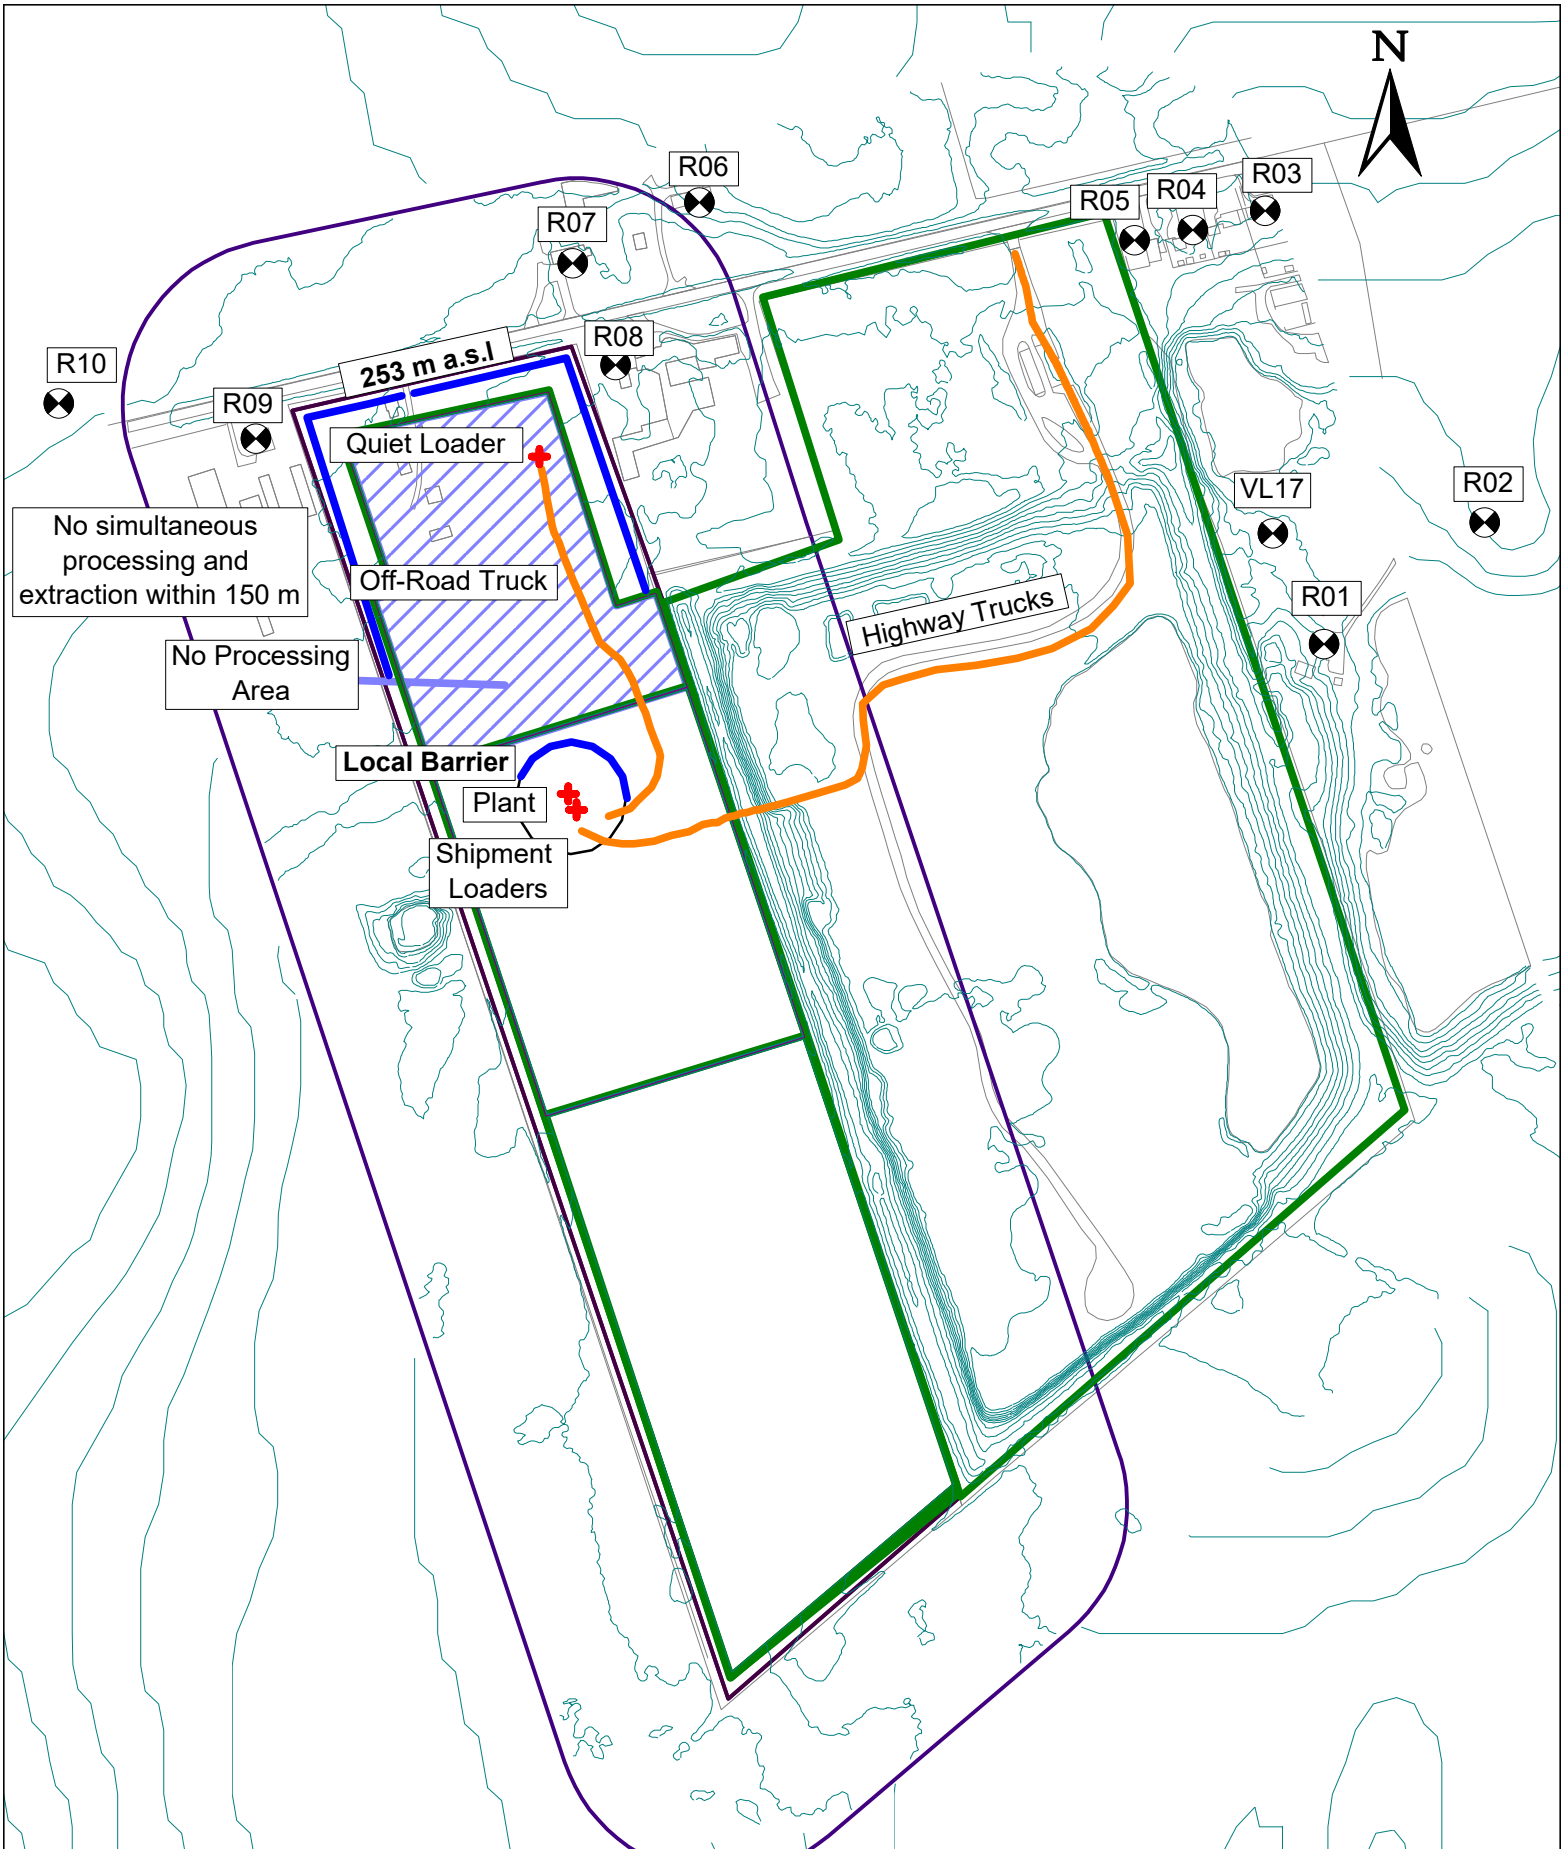 N
R06
R03
R04
R05
R07
R08
253 m a.s.l
R10
R09
Quiet Loader
VL17
R02
No simultaneous
processing and
extraction within 150 m
Off-Road Truck
R01
Highway Trucks
No Processing
Area
Local Barrier
Plant
Shipment
Loaders